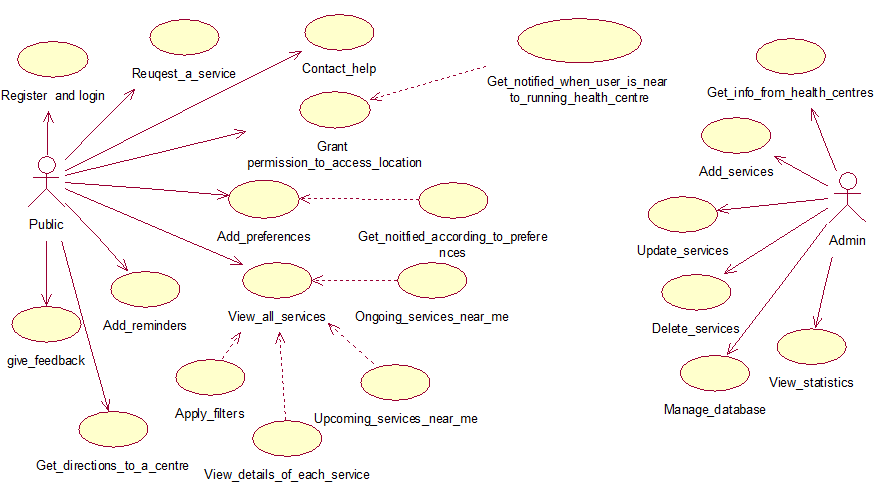 Register and login
Reuqest_a_service
Contact_help
Get_notified_when_user_is_near
to_running_health_centre
Get_info_from_health_centres
Grant
permission_to_access_location
Add_services
Public
Add_preferences
Get_noitfied_according_to_prefere
nces
Update_services
Admin
Add_reminders
View_all_services
Ongoing_services_near_me
Delete_services
give_feedback
Apply_filters
Upcoming_services_near_me
Manage_database
View_statistics
Get_directions_to_a_centre
View_details_of_each_service